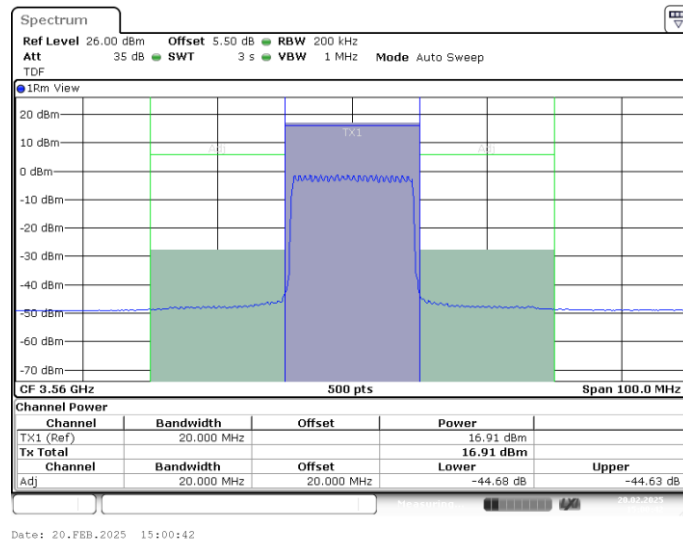 Spectrum
Ref Level 26.00 dBm Offset 5.50 dB RBW 200 kHz
Att 35 dB SWT 3 s VBW 1 MHz Mode Auto Sweep
TDF
1Rm View
20 dBm
10 dBm
0 dBm
-10 dBm
-20 dBm
-30 dBm
-40 dBm
-50 dBm
-60 dBm
-70 dBm
Adj TX1 Adj
CF 3.56 GHz 500 pts Span 100.0 MHz
Channel Power
Channel Bandwidth Offset Power
TX1 (Ref) 20.000 MHz 16.91 dBm
Tx Total 16.91 dBm
Channel Bandwidth Offset Lower Upper
Adj 20.000 MHz 20.000 MHz -44.68 dB -44.63 dB
Measuring... 20.02.2025
Date: 20.FEB.2025 15:00:42